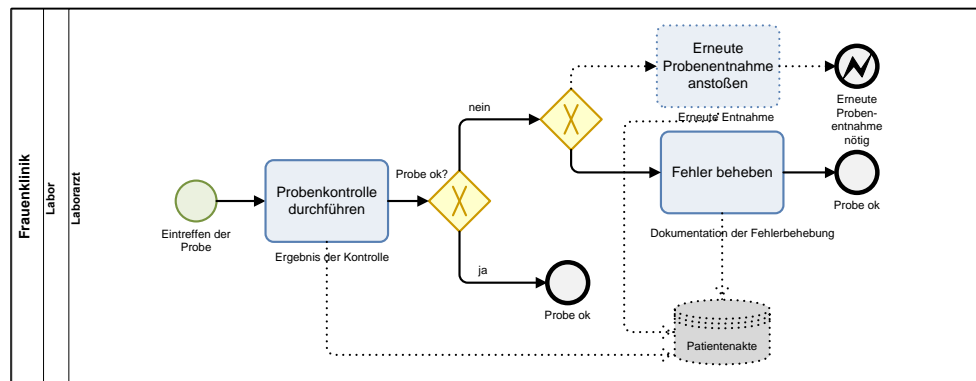 Frauenklinik
Labor
Laborarzt
Eintreffen der
Probe
Probenkontrolle
durchführen
Ergebnis der Kontrolle
Probe ok?
nein
ja
Probe ok
Erneute
Probenentnahme
anstoßen
Erneute Entnahme
Erneute
Proben-
entnahme
nötig
Fehler beheben
Dokumentation der Fehlerbehebung
Probe ok
Patientenakte